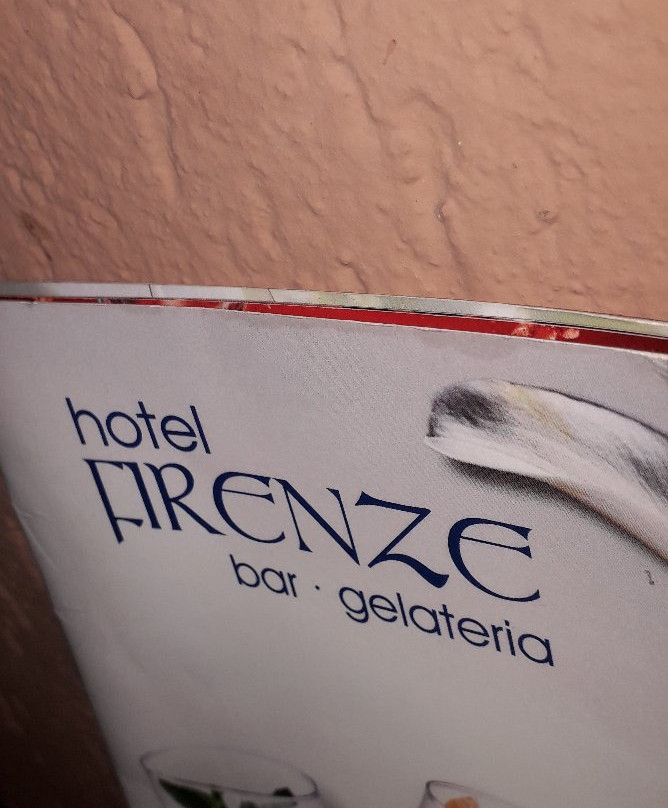 hotel
FIRENZE
bar · gelateria